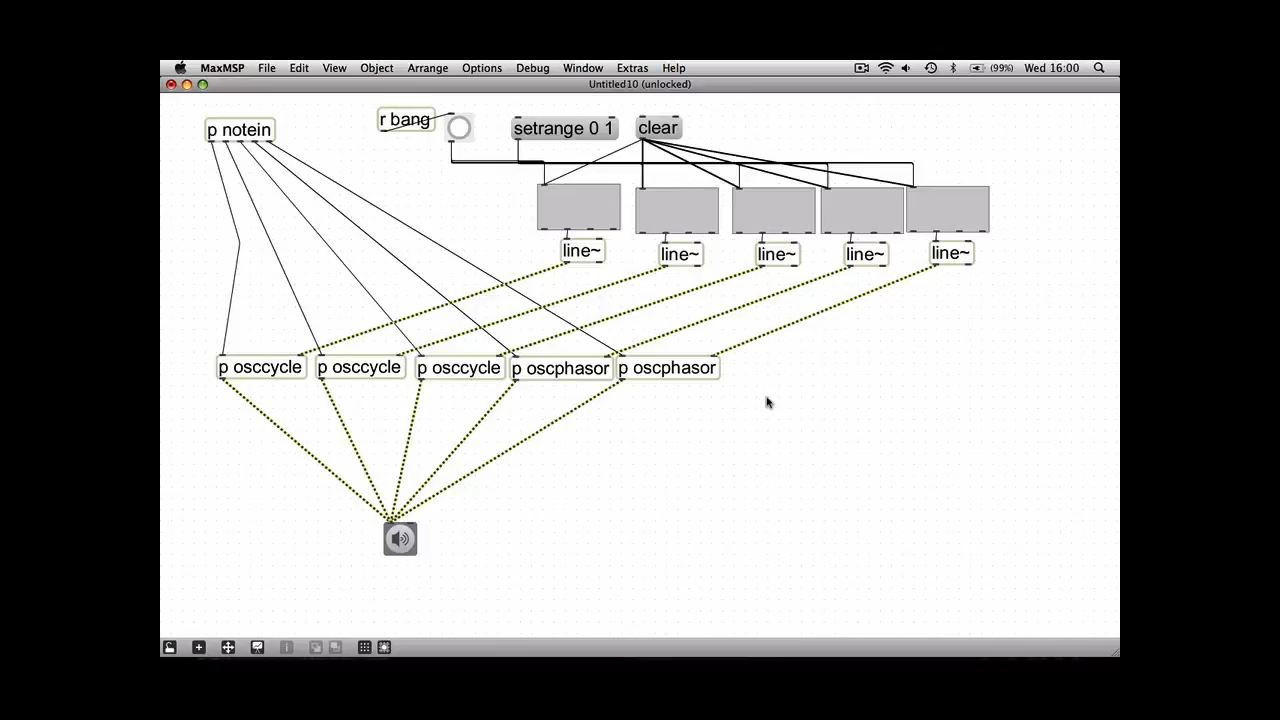 MaxMSP File Edit View Object Arrange Options Debug Window Extras Help (99%) Wed 16:00
Untitled10 (unlocked)
r bang
p notein
setrange 0 1
clear
line~ line~ line~ line~ line~
p osccycle p osccycle p osccycle p oscphasor p oscphasor